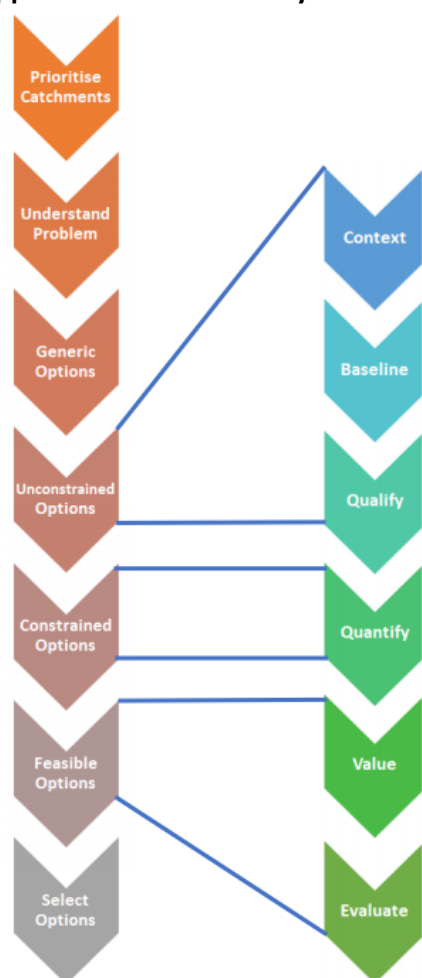 Prioritise
Catchments
Understand
Problem
Generic
Options
Unconstrained
Options
Constrained
Options
Feasible
Options
Select
Options
Context
Baseline
Qualify
Quantify
Value
Evaluate